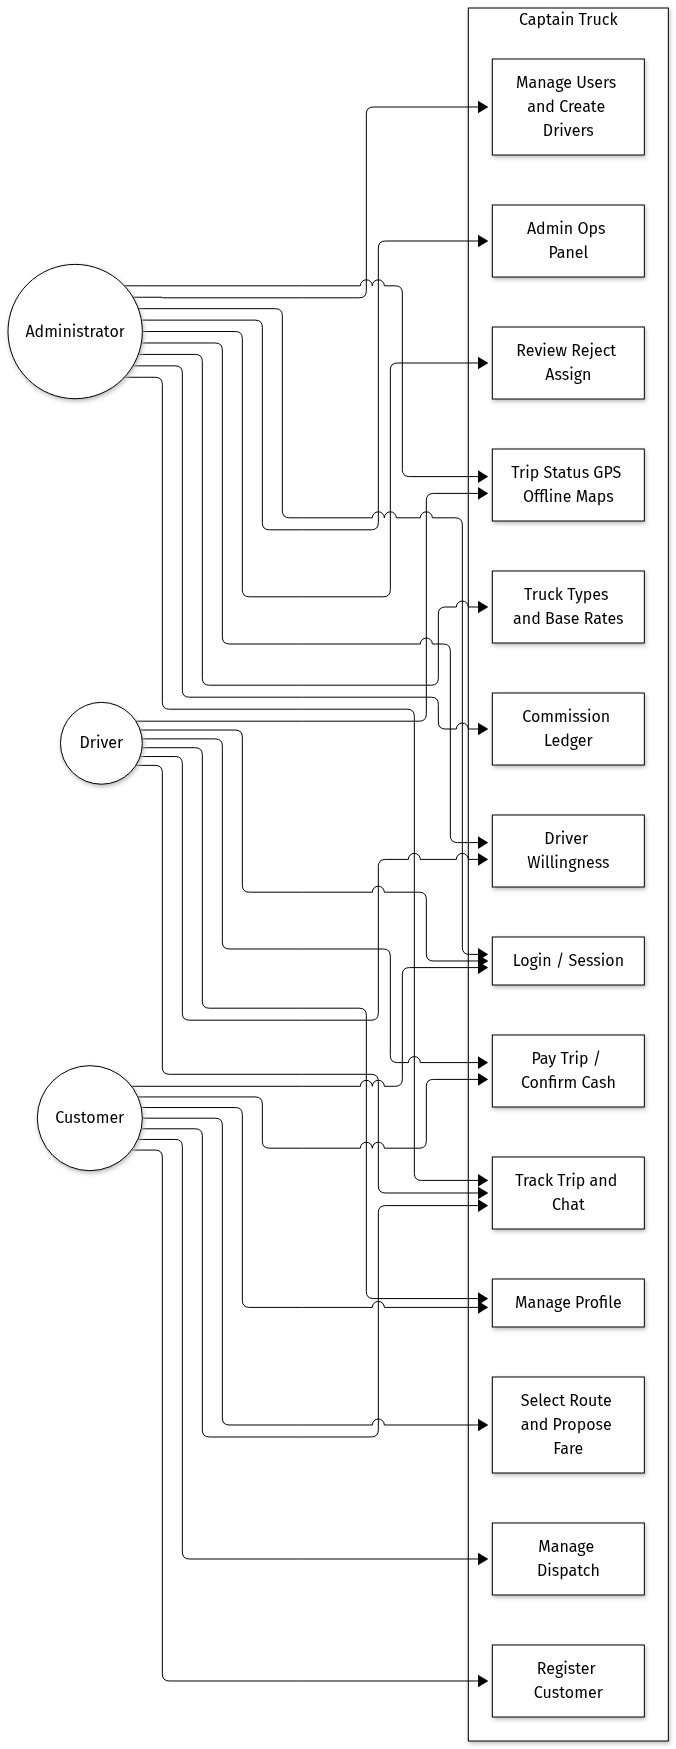 Captain Truck
Manage Users
and Create
Drivers
Admin Ops
Panel
Administrator
Review Reject
Assign
Trip Status GPS
Offline Maps
Truck Types
and Base Rates
Commission
Ledger
Driver
Driver
Willingness
Login / Session
Pay Trip /
Confirm Cash
Customer
Track Trip and
Chat
Manage Profile
Select Route
and Propose
Fare
Manage
Dispatch
Register
Customer